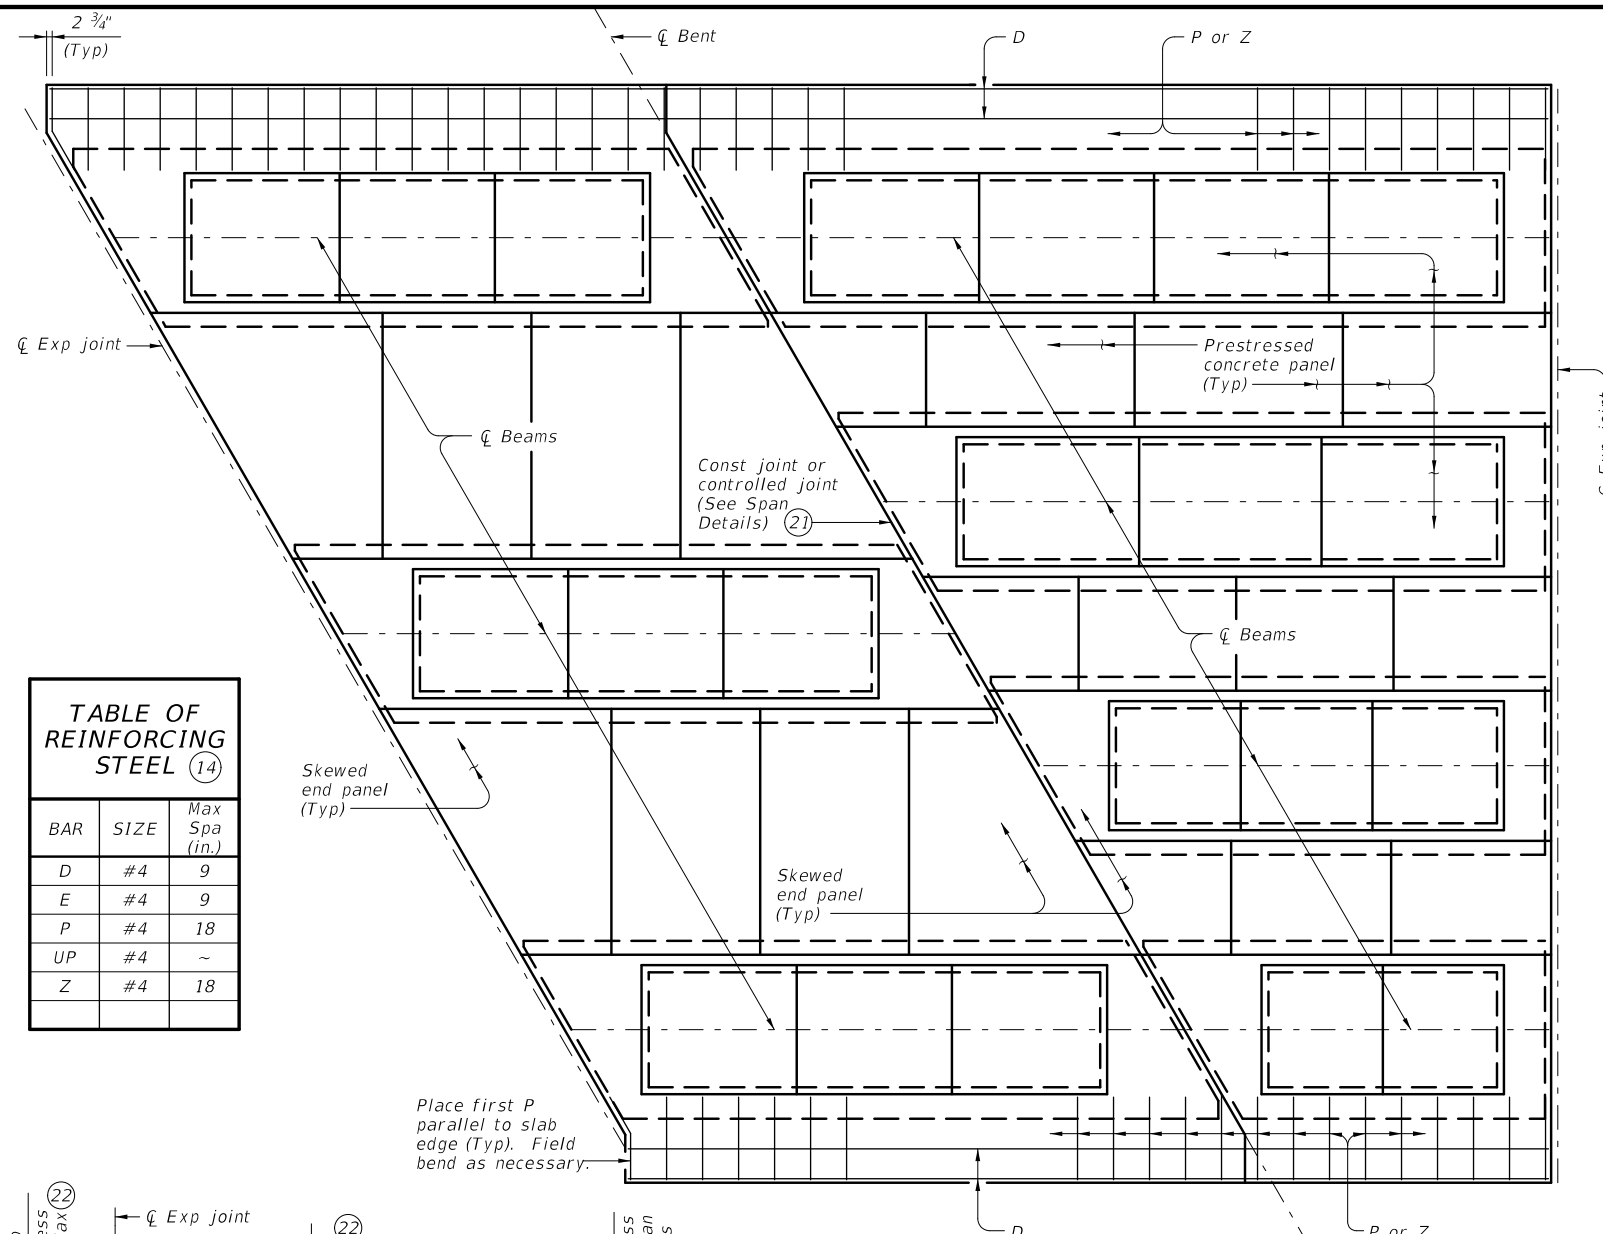 2 ¾"
(Typ)
℄ Bent
D
P or Z
℄ Exp joint
Prestressed
concrete panel
(Typ)
℄ Beams
Const joint or
controlled joint
(See Span
Details) 21
℄ Beams
TABLE OF
REINFORCING
STEEL 14
BAR SIZE Max Spa (in.)
D #4 9
E #4 9
P #4 18
UP #4 ~
Z #4 18
Skewed
end panel
(Typ)
Skewed
end panel
(Typ)
Place first P
parallel to slab
edge (Typ). Field
bend as necessary.
22
℄ Exp joint
22
D
P or Z